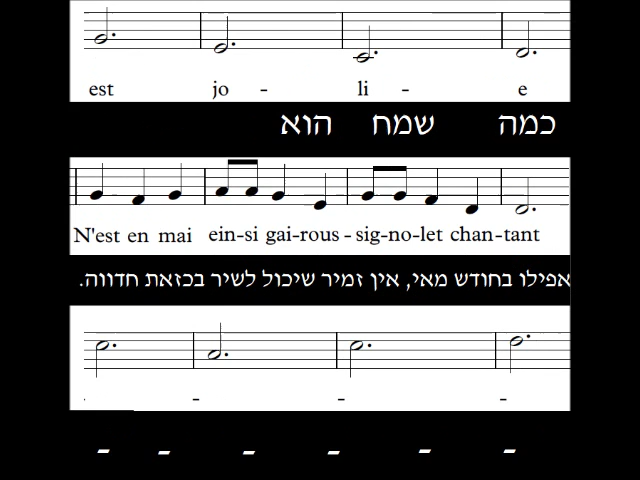 est jo - li - e
כמה שמח הוא
N'est en mai ein-si gai-rous-sig-no-let chan-tant
אפילו בחודש מאי, אין זמיר שיכול לשיר בכזאת חדווה.
- - -
- - - - - -